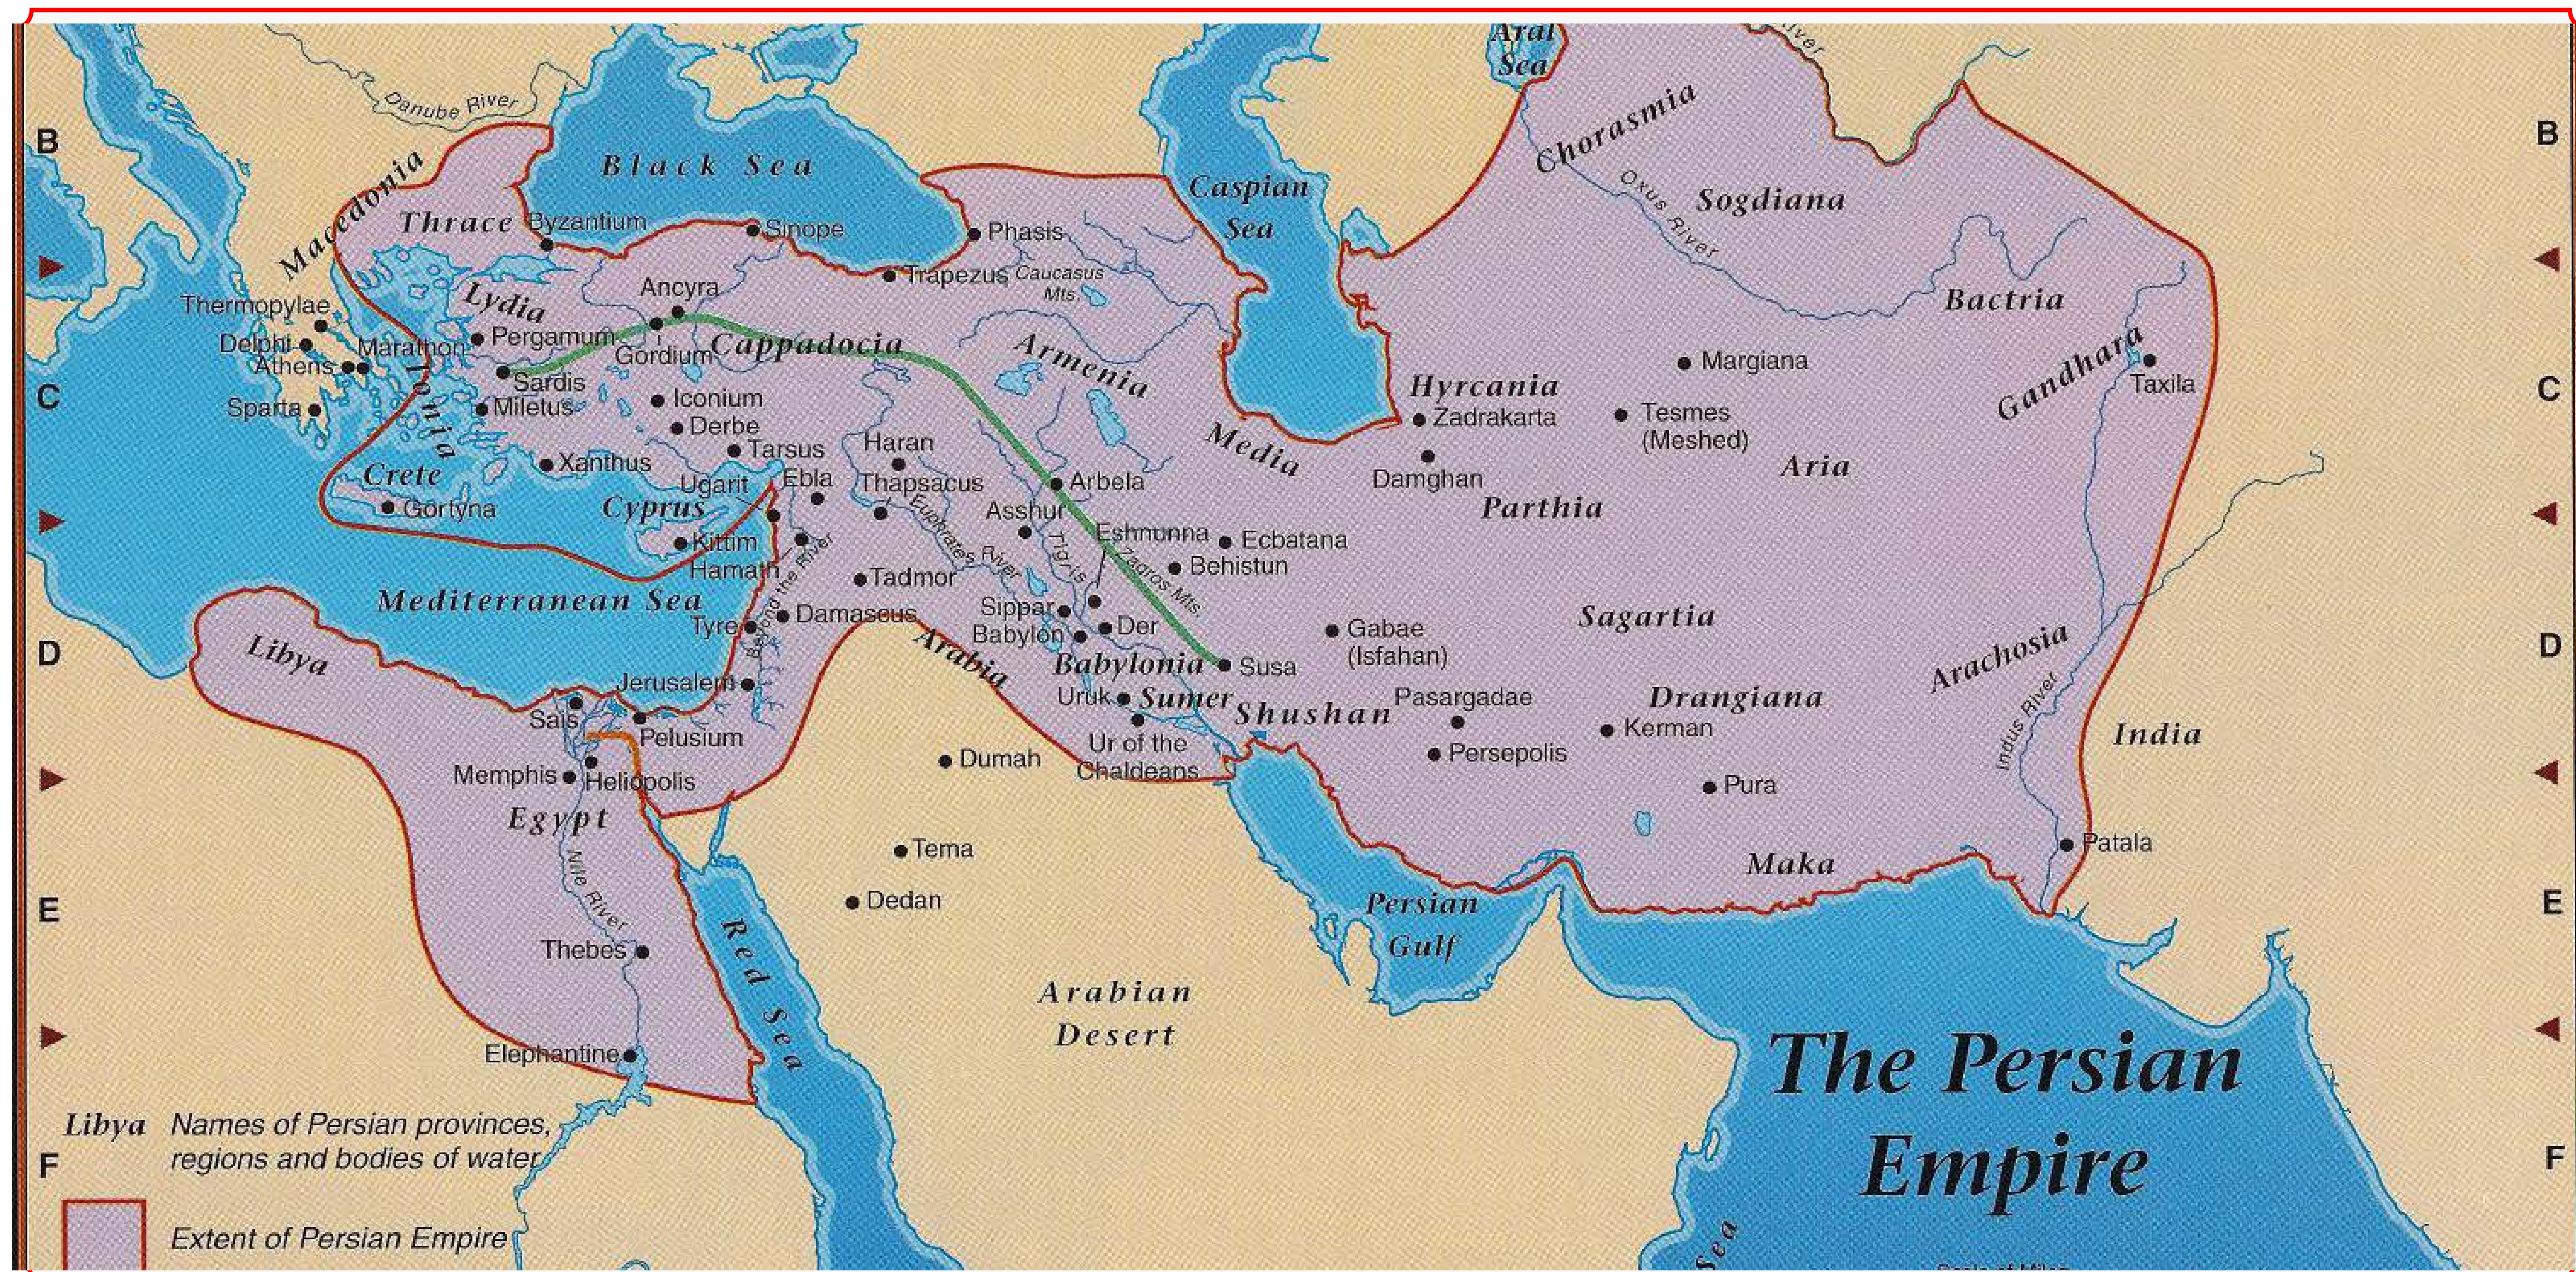 Aral
Sea
River
Danube River
B
B
Chorasmia
Black Sea
Macedonia
Caspian
Sea
Oxus River
Sogdiana
Thrace
Byzantium
Sinope
Phasis
Trapezus
Caucasus
Mts.
Ancyra
Lydia
Bactria
Thermopylae
Pergamum
Delphi
Marathon
Gordium
Cappadocia
Armenia
Gandhara
Athens
Margiana
Taxila
Sardis
Ionia
C
C
Hyrcania
Sparta
Miletus
Iconium
Zadrakarta
Tesmes
(Meshed)
Derbe
Haran
Media
Tarsus
Xanthus
Aria
Crete
Ugarit
Ebla
Thapsacus
Arbela
Damghan
Gortyna
Cyprus
Euphrates River
Asshur
Parthia
Kittim
Tigris
Eshnunna
Ecbatana
Hamath
Beyond the River
Zagros Mts.
Behistun
Tadmor
Mediterranean Sea
Sippar
Damascus
Sagartia
Tyre
Babylon
Der
Gabae
(Isfahan)
D
D
Libya
Arabia
Babylonia
Susa
Arachosia
Jerusalem
Uruk
Sumer
Shushan
Pasargadae
Drangiana
Indus River
Sais
Pelusium
Ur of the
Chaldeans
Persepolis
Kerman
India
Dumah
Memphis
Heliopolis
Pura
Egypt
Tema
Maka
Patala
Nile River
Dedan
Persian
Gulf
E
E
Red Sea
Thebes
Arabian
Desert
Elephantine
The Persian
Empire
Libya Names of Persian provinces,
regions and bodies of water
F
F
Extent of Persian Empire
Sea